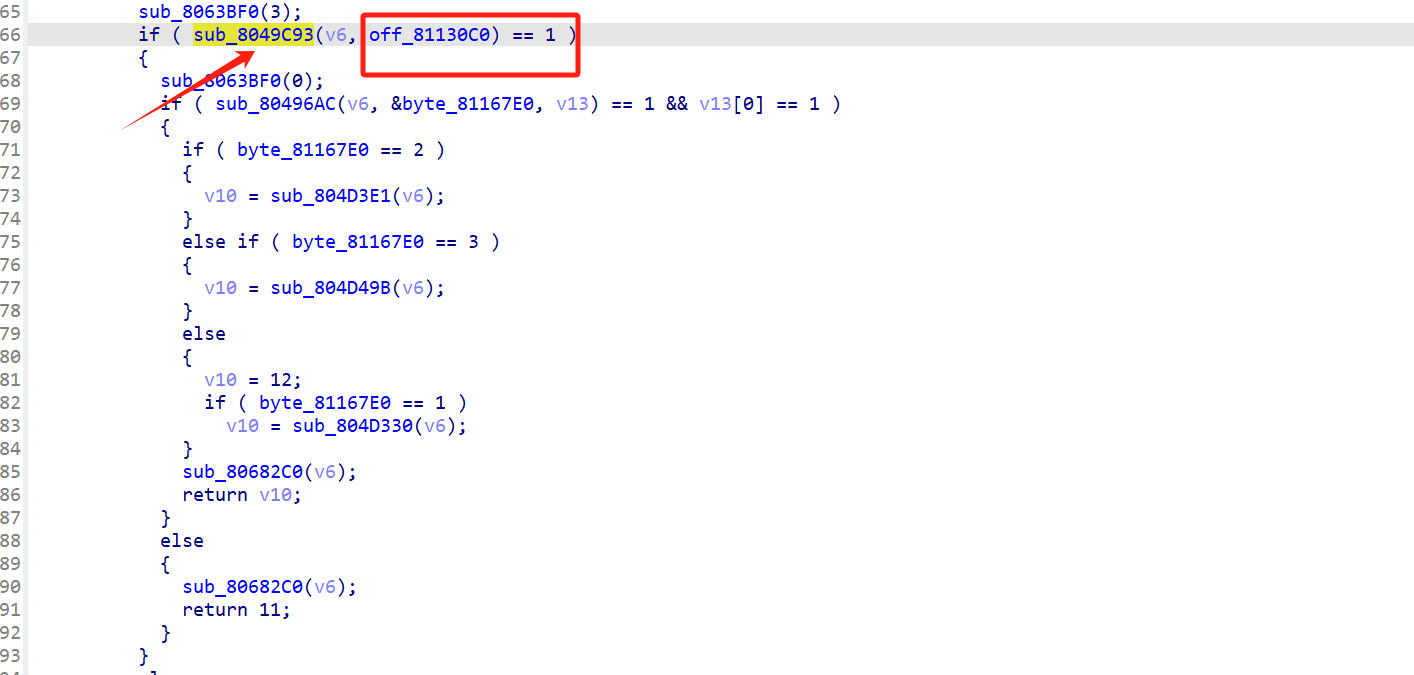 65 sub_8063BF0(3);
66 if ( sub_8049C93(v6, off_81130C0) == 1 )
67 {
68 sub_8063BF0(0);
69 if ( sub_80496AC(v6, &byte_81167E0, v13) == 1 && v13[0] == 1 )
70 {
71 if ( byte_81167E0 == 2 )
72 {
73 v10 = sub_804D3E1(v6);
74 }
75 else if ( byte_81167E0 == 3 )
76 {
77 v10 = sub_804D49B(v6);
78 }
79 else
80 {
81 v10 = 12;
82 if ( byte_81167E0 == 1 )
83 v10 = sub_804D330(v6);
84 }
85 sub_80682C0(v6);
86 return v10;
87 }
88 else
89 {
90 sub_80682C0(v6);
91 return 11;
92 }
93 }